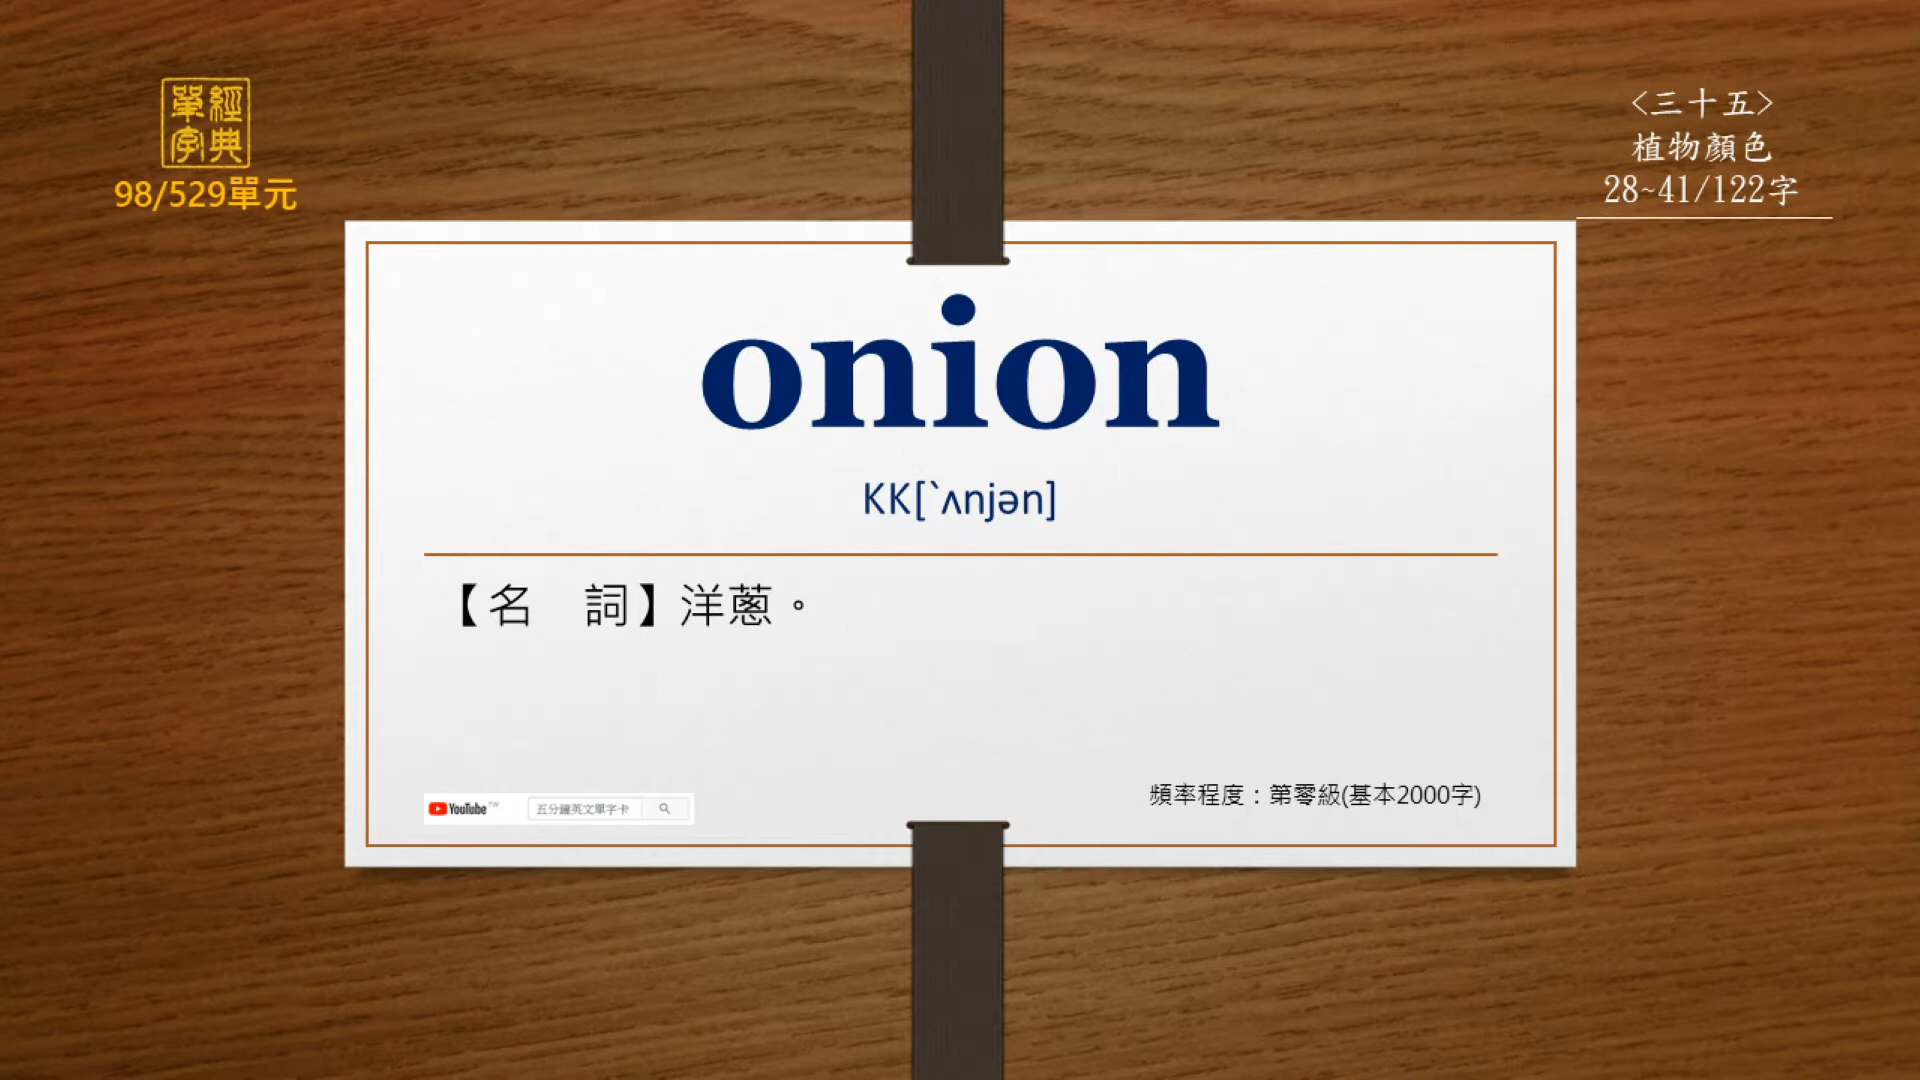 經典
單字
98/529單元
<三十五>
植物顏色
28~41/122字
onion
KK[ˋʌnjən]
【名　詞】洋蔥。
頻率程度：第零級(基本2000字)
YouTube TW 五分鐘英文單字卡